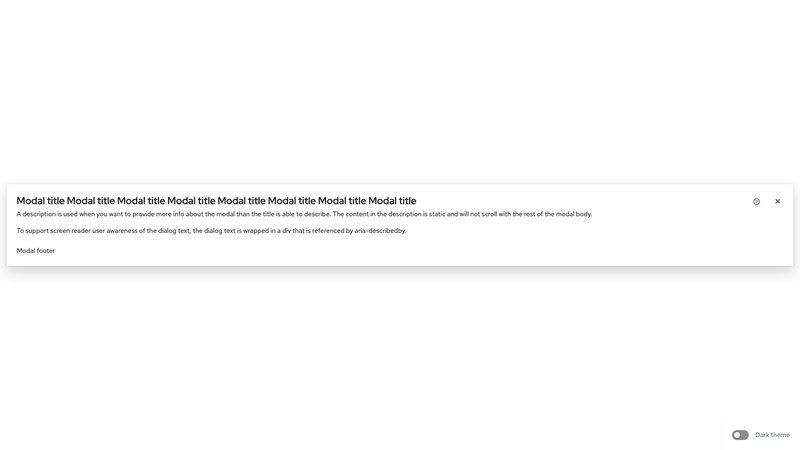 Modal title Modal title Modal title Modal title Modal title Modal title Modal title Modal title
A description is used when you want to provide more info about the modal than the title is able to describe. The content in the description is static and will not scroll with the rest of the modal body.
To support screen reader user awareness of the dialog text, the dialog text is wrapped in a div that is referenced by aria-describedby.
Modal footer
Dark theme